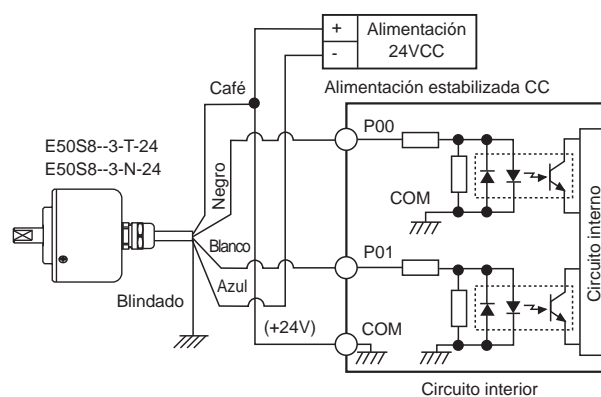 + Alimentación
- 24VCC
Café
Alimentación estabilizada CC
E50S8--3-T-24
E50S8--3-N-24
P00
Negro
COM
Blanco
P01
Azul
Blindado
(+24V)
COM
Circuito interno
Circuito interior